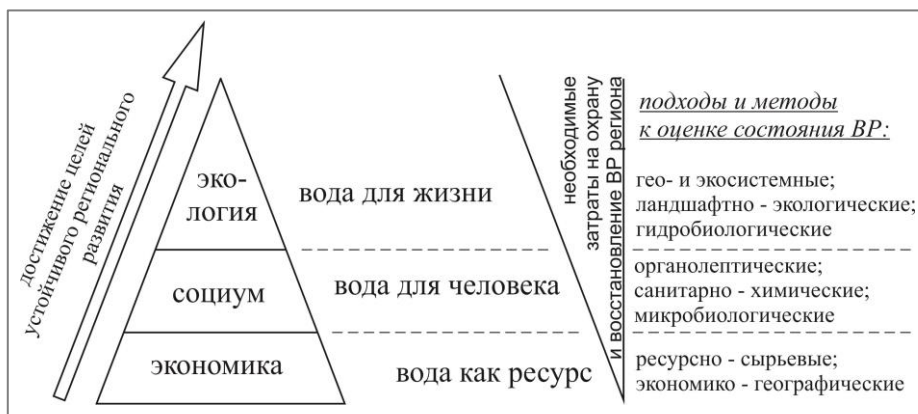 достижение целей
устойчивого регионального
развития
эко-
логия
социум
экономика
вода для жизни
вода для человека
вода как ресурс
необходимые
затраты на охрану
и восстановление ВР региона
подходы и методы
к оценке состояния ВР:
гео- и экосистемные;
ландшафтно - экологические;
гидробиологические
органолептические;
санитарно - химические;
микробиологические
ресурсно - сырьевые;
экономико - географические